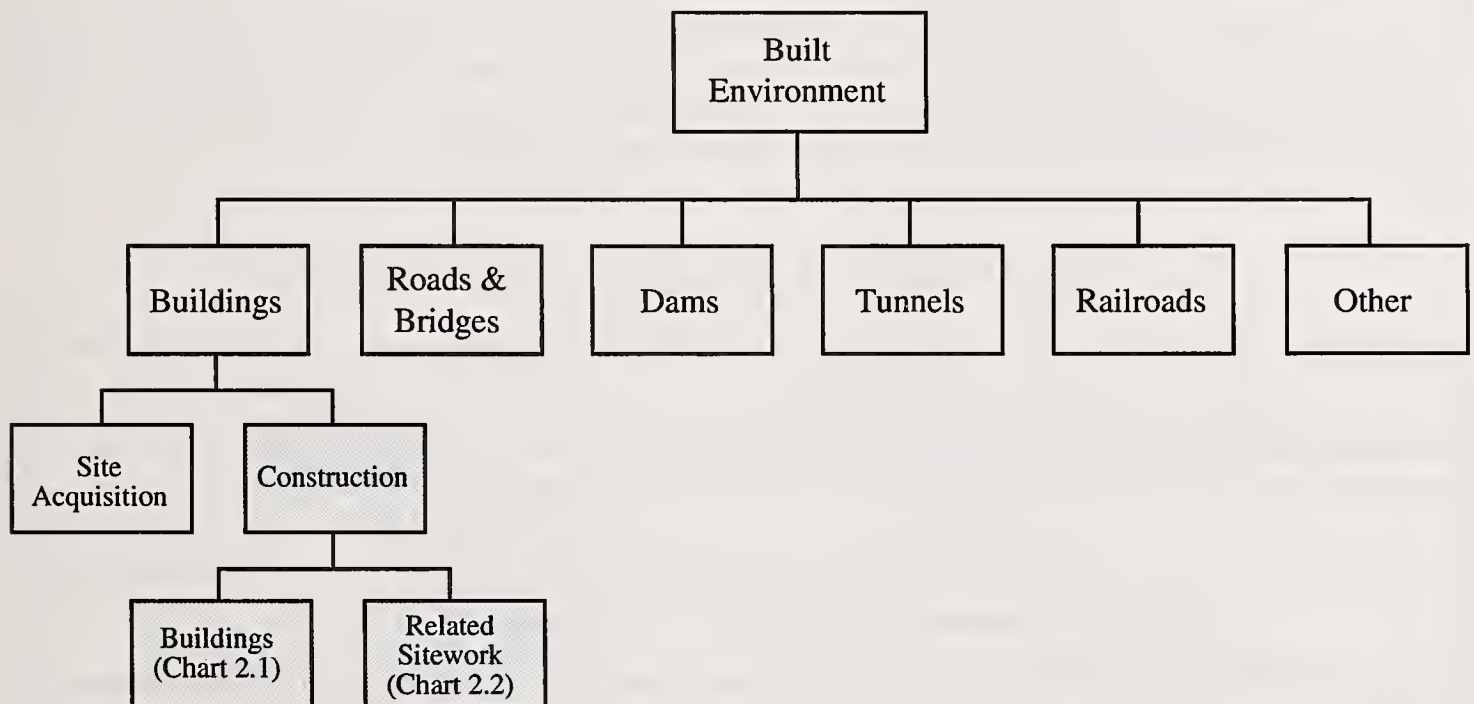 Built
Environment
Buildings
Roads &
Bridges
Dams
Tunnels
Railroads
Other
Site
Acquisition
Construction
Buildings
(Chart 2.1)
Related
Sitework
(Chart 2.2)